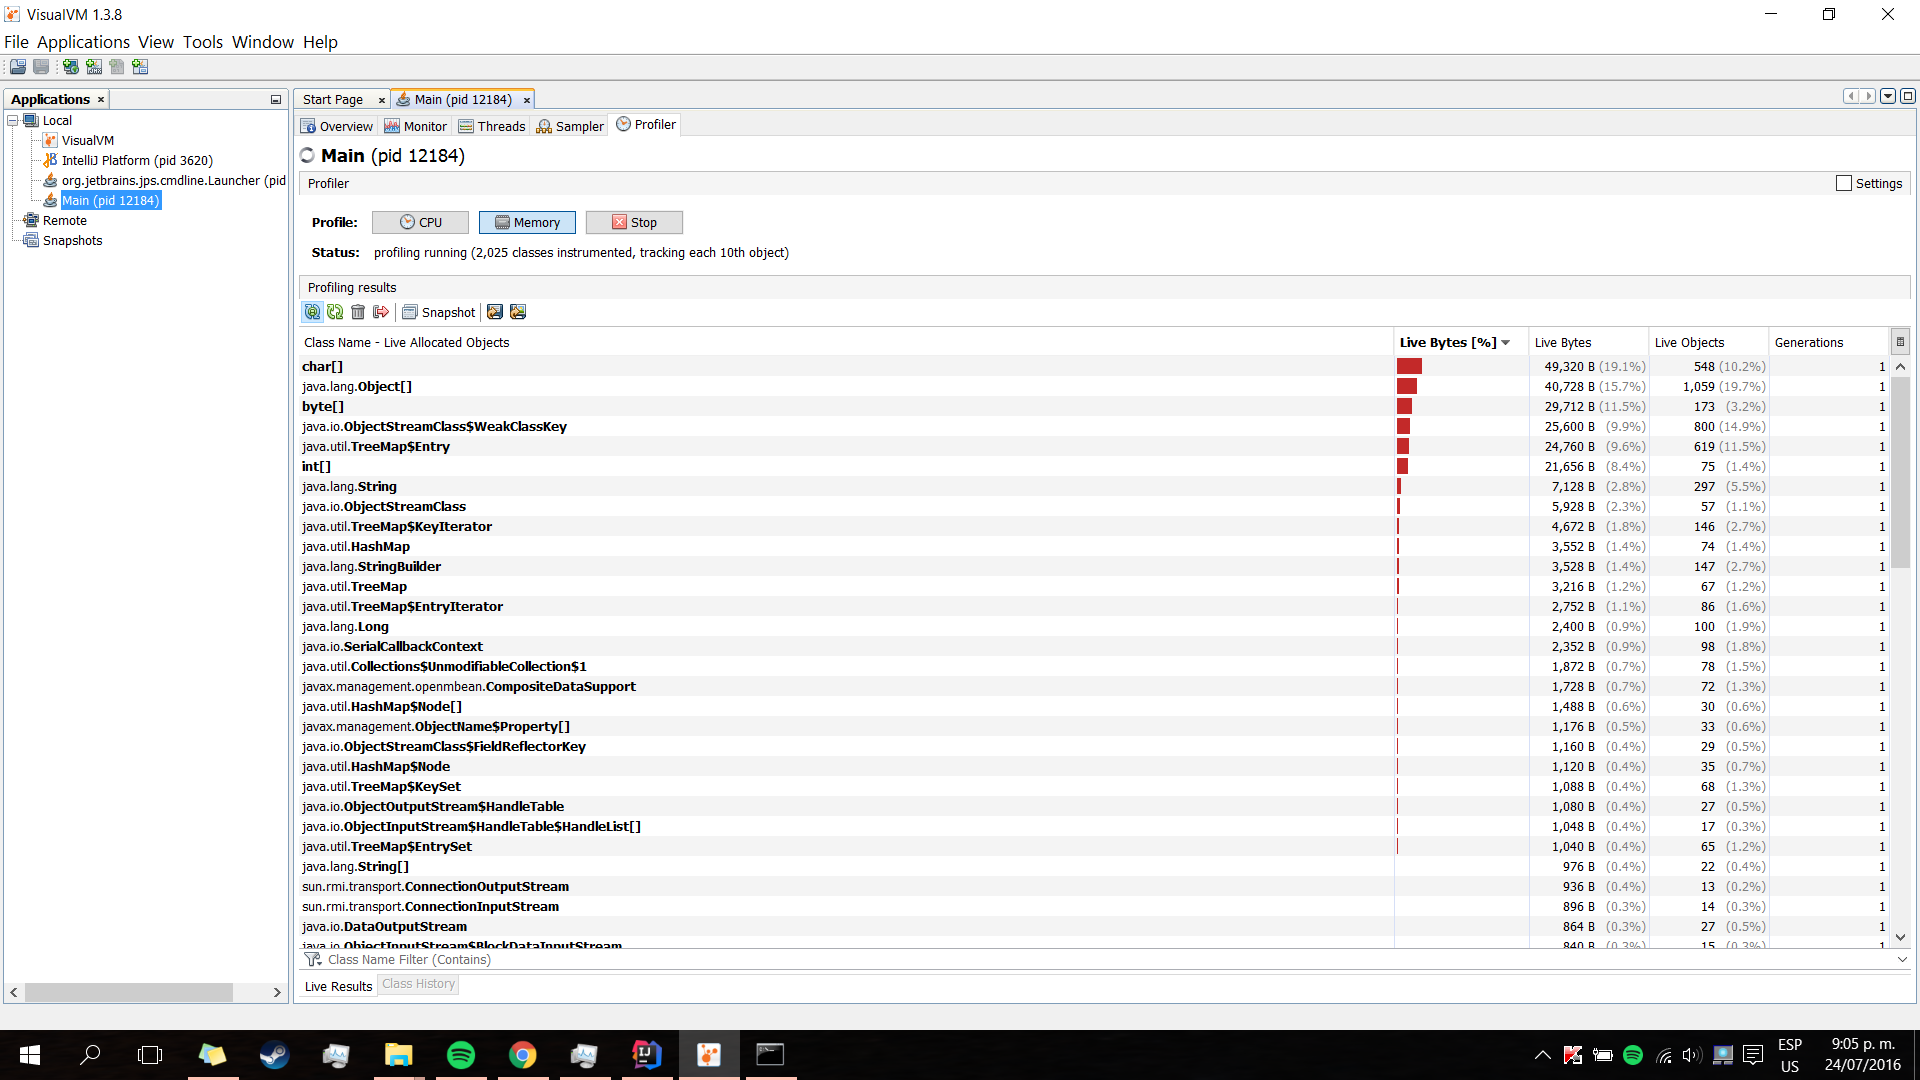 VisualVM 1.3.8
File Applications View Tools Window Help
Applications
Local
VisualVM
IntelliJ Platform (pid 3620)
org.jetbrains.jps.cmdline.Launcher (pid
Main (pid 12184)
Remote
Snapshots
Start Page Main (pid 12184)
Overview Monitor Threads Sampler Profiler
Main (pid 12184)
Profiler Settings
Profile: CPU Memory Stop
Status: profiling running (2,025 classes instrumented, tracking each 10th object)
Profiling results
Snapshot
Class Name - Live Allocated Objects Live Bytes [%] Live Bytes Live Objects Generations
char[] 49,320 B (19.1%) 548 (10.2%) 1
java.lang.Object[] 40,728 B (15.7%) 1,059 (19.7%) 1
byte[] 29,712 B (11.5%) 173 (3.2%) 1
java.io.ObjectStreamClass$WeakClassKey 25,600 B (9.9%) 800 (14.9%) 1
java.util.TreeMap$Entry 24,760 B (9.6%) 619 (11.5%) 1
int[] 21,656 B (8.4%) 75 (1.4%) 1
java.lang.String 7,128 B (2.8%) 297 (5.5%) 1
java.io.ObjectStreamClass 5,928 B (2.3%) 57 (1.1%) 1
java.util.TreeMap$KeyIterator 4,672 B (1.8%) 146 (2.7%) 1
java.util.HashMap 3,552 B (1.4%) 74 (1.4%) 1
java.lang.StringBuilder 3,528 B (1.4%) 147 (2.7%) 1
java.util.TreeMap 3,216 B (1.2%) 67 (1.2%) 1
java.util.TreeMap$EntryIterator 2,752 B (1.1%) 86 (1.6%) 1
java.lang.Long 2,400 B (0.9%) 100 (1.9%) 1
java.io.SerialCallbackContext 2,352 B (0.9%) 98 (1.8%) 1
java.util.Collections$UnmodifiableCollection$1 1,872 B (0.7%) 78 (1.5%) 1
javax.management.openmbean.CompositeDataSupport 1,728 B (0.7%) 72 (1.3%) 1
java.util.HashMap$Node[] 1,488 B (0.6%) 30 (0.6%) 1
javax.management.ObjectName$Property[] 1,176 B (0.5%) 33 (0.6%) 1
java.io.ObjectStreamClass$FieldReflectorKey 1,160 B (0.4%) 29 (0.5%) 1
java.util.HashMap$Node 1,120 B (0.4%) 35 (0.7%) 1
java.util.TreeMap$KeySet 1,088 B (0.4%) 68 (1.3%) 1
java.io.ObjectOutputStream$HandleTable 1,080 B (0.4%) 27 (0.5%) 1
java.io.ObjectInputStream$HandleTable$HandleList[] 1,048 B (0.4%) 17 (0.3%) 1
java.util.TreeMap$EntrySet 1,040 B (0.4%) 65 (1.2%) 1
java.lang.String[] 976 B (0.4%) 22 (0.4%) 1
sun.rmi.transport.ConnectionOutputStream 936 B (0.4%) 13 (0.2%) 1
sun.rmi.transport.ConnectionInputStream 896 B (0.3%) 14 (0.3%) 1
java.io.DataOutputStream 864 B (0.3%) 27 (0.5%) 1
java.io.ObjectInputStream$BlockDataInputStream 840 B (0.3%) 15 (0.3%) 1
Class Name Filter (Contains)
Live Results Class History
ESP
US
9:05 p. m.
24/07/2016